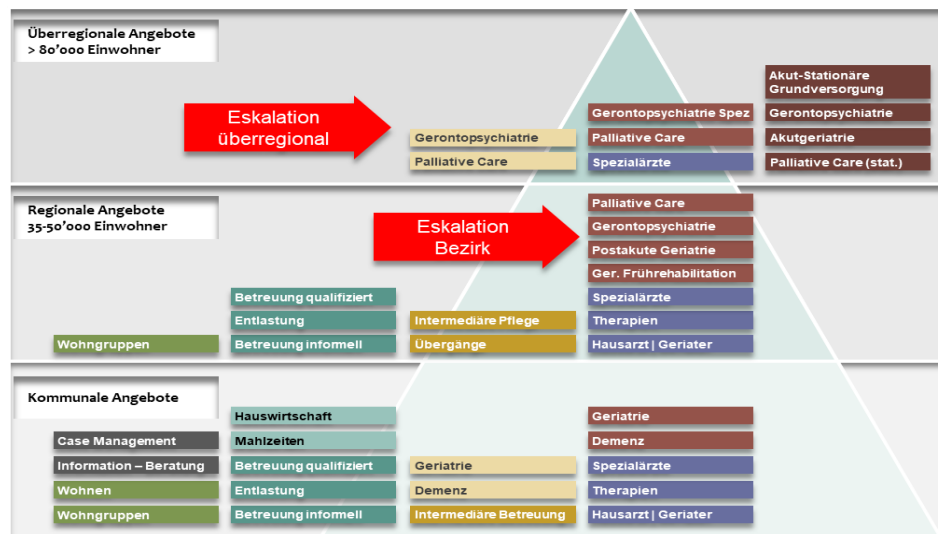 Überregionale Angebote
> 80’000 Einwohner
Eskalation
überregional
Gerontopsychiatrie
Palliative Care
Gerontopsychiatrie Spez
Palliative Care
Spezialärzte
Akut-Stationäre
Grundversorgung
Gerontopsychiatrie
Akutgeriatrie
Palliative Care (stat.)
Regionale Angebote
35-50’000 Einwohner
Eskalation
Bezirk
Wohngruppen
Betreuung qualifiziert
Entlastung
Betreuung informell
Intermediäre Pflege
Übergänge
Palliative Care
Gerontopsychiatrie
Postakute Geriatrie
Ger. Frührehabilitation
Spezialärzte
Therapien
Hausarzt | Geriater
Kommunale Angebote
Case Management
Information – Beratung
Wohnen
Wohngruppen
Hauswirtschaft
Mahlzeiten
Betreuung qualifiziert
Entlastung
Betreuung informell
Geriatrie
Demenz
Intermediäre Betreuung
Geriatrie
Demenz
Spezialärzte
Therapien
Hausarzt | Geriater